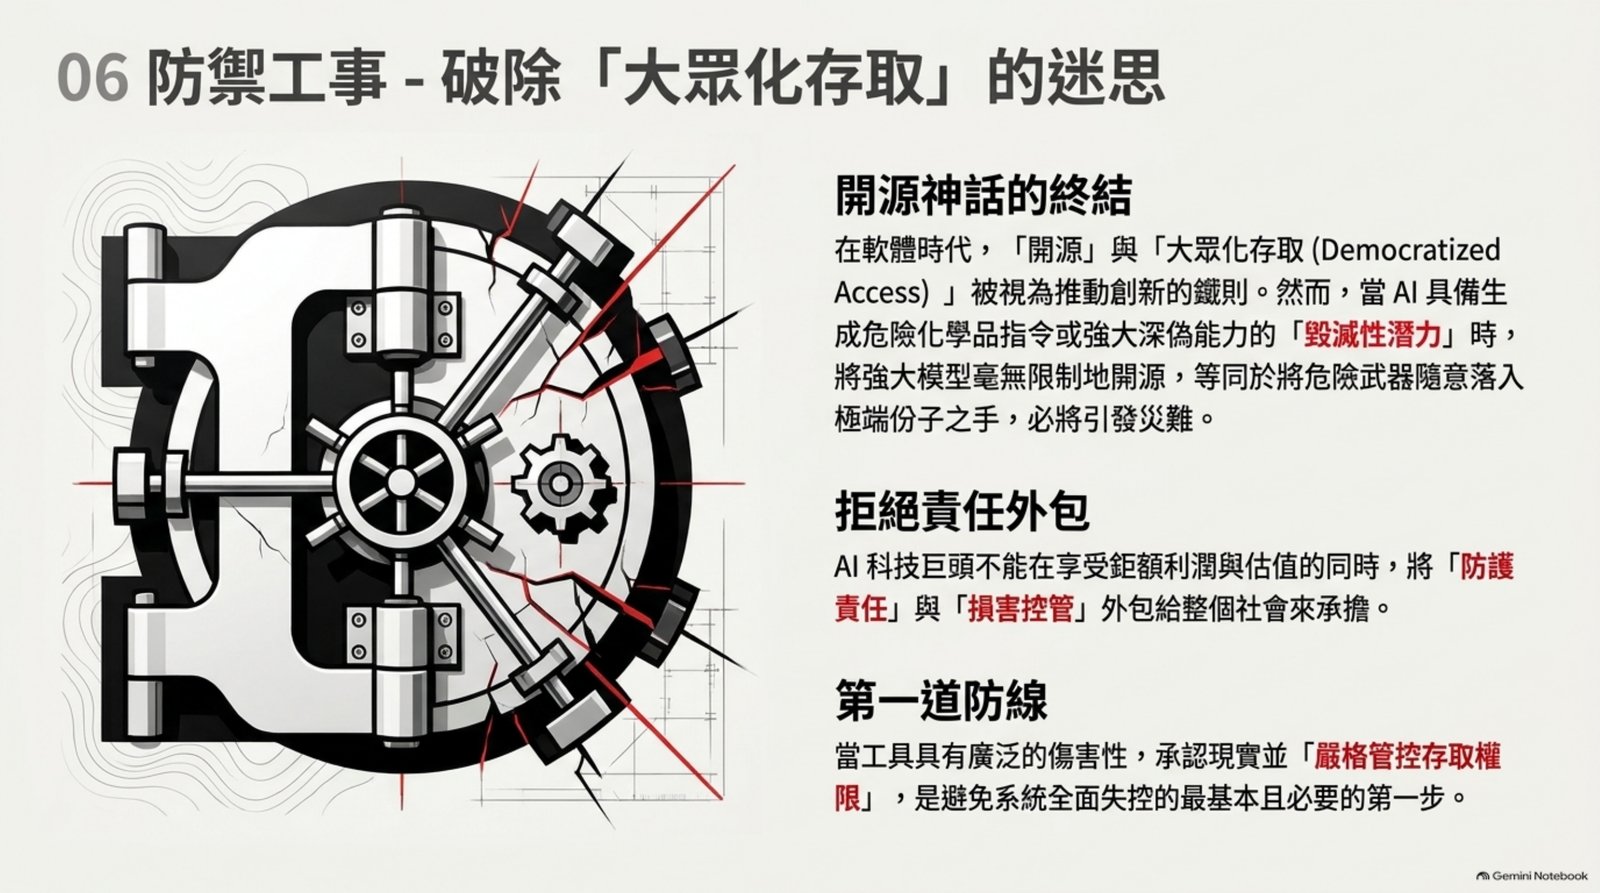 06 防禦工事 - 破除「大眾化存取」的迷思
開源神話的終結
在軟體時代，「開源」與「大眾化存取 (Democratized
Access) 」被視為推動創新的鐵則。然而，當 AI 具備生
成危險化學品指令或強大深偽能力的「毀滅性潛力」時，
將強大模型毫無限制地開源，等同於將危險武器隨意落入
極端份子之手，必將引發災難。
拒絕責任外包
AI 科技巨頭不能在享受鉅額利潤與估值的同時，將「防護
責任」與「損害控管」外包給整個社會來承擔。
第一道防線
當工具具有廣泛的傷害性，承認現實並「嚴格管控存取權
限」，是避免系統全面失控的最基本且必要的第一步。
Gemini Notebook